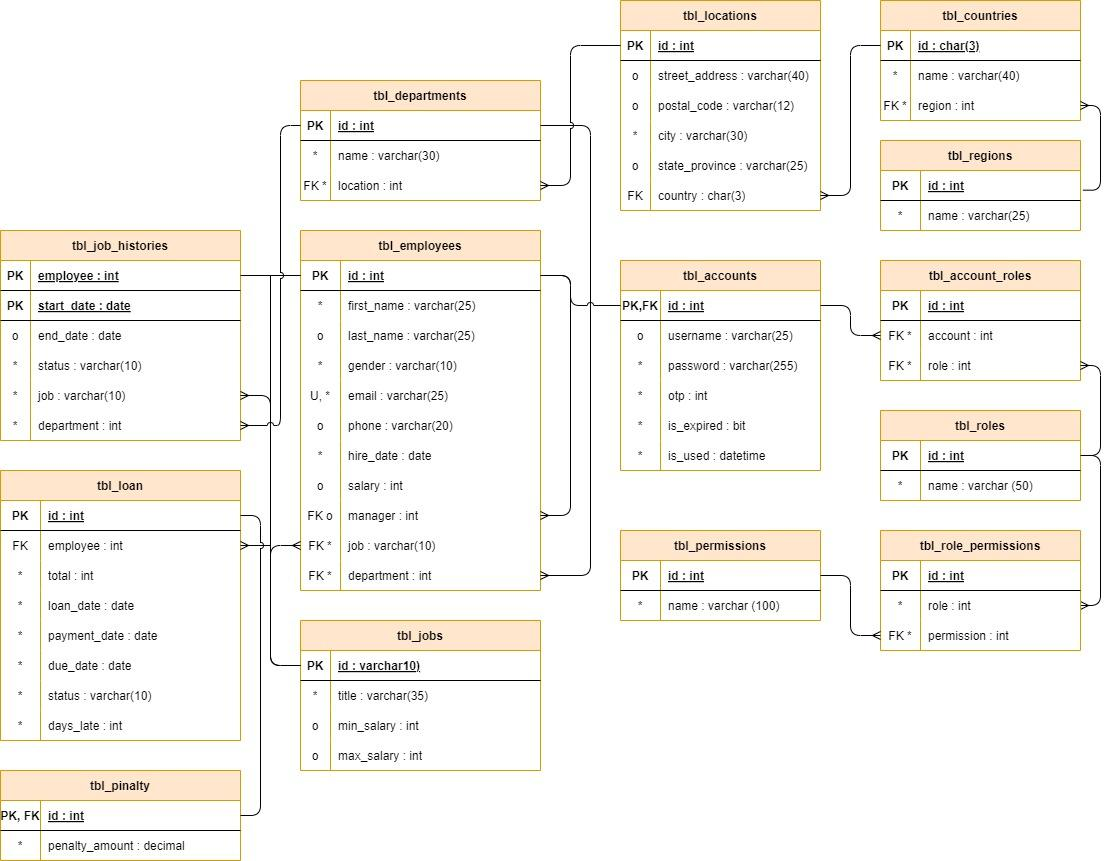 tbl_locations
PK id : int
o street_address : varchar(40)
o postal_code : varchar(12)
* city : varchar(30)
o state_province : varchar(25)
FK country : char(3)
tbl_countries
PK id : char(3)
* name : varchar(40)
FK * region : int
tbl_regions
PK id : int
* name : varchar(25)
tbl_departments
PK id : int
* name : varchar(30)
FK * location : int
tbl_job_histories
PK employee : int
PK start_date : date
o end_date : date
* status : varchar(10)
* job : varchar(10)
* department : int
tbl_employees
PK id : int
* first_name : varchar(25)
o last_name : varchar(25)
* gender : varchar(10)
U, * email : varchar(25)
o phone : varchar(20)
* hire_date : date
o salary : int
FK o manager : int
FK * job : varchar(10)
FK * department : int
tbl_accounts
PK,FK id : int
o username : varchar(25)
* password : varchar(255)
* otp : int
* is_expired : bit
* is_used : datetime
tbl_account_roles
PK id : int
FK * account : int
FK * role : int
tbl_roles
PK id : int
* name : varchar (50)
tbl_loan
PK id : int
FK employee : int
* total : int
* loan_date : date
* payment_date : date
* due_date : date
* status : varchar(10)
* days_late : int
tbl_permissions
PK id : int
* name : varchar (100)
tbl_role_permissions
PK id : int
* role : int
FK * permission : int
tbl_jobs
PK id : varchar10)
* title : varchar(35)
o min_salary : int
o max_salary : int
tbl_pinalty
PK, FK id : int
* penalty_amount : decimal